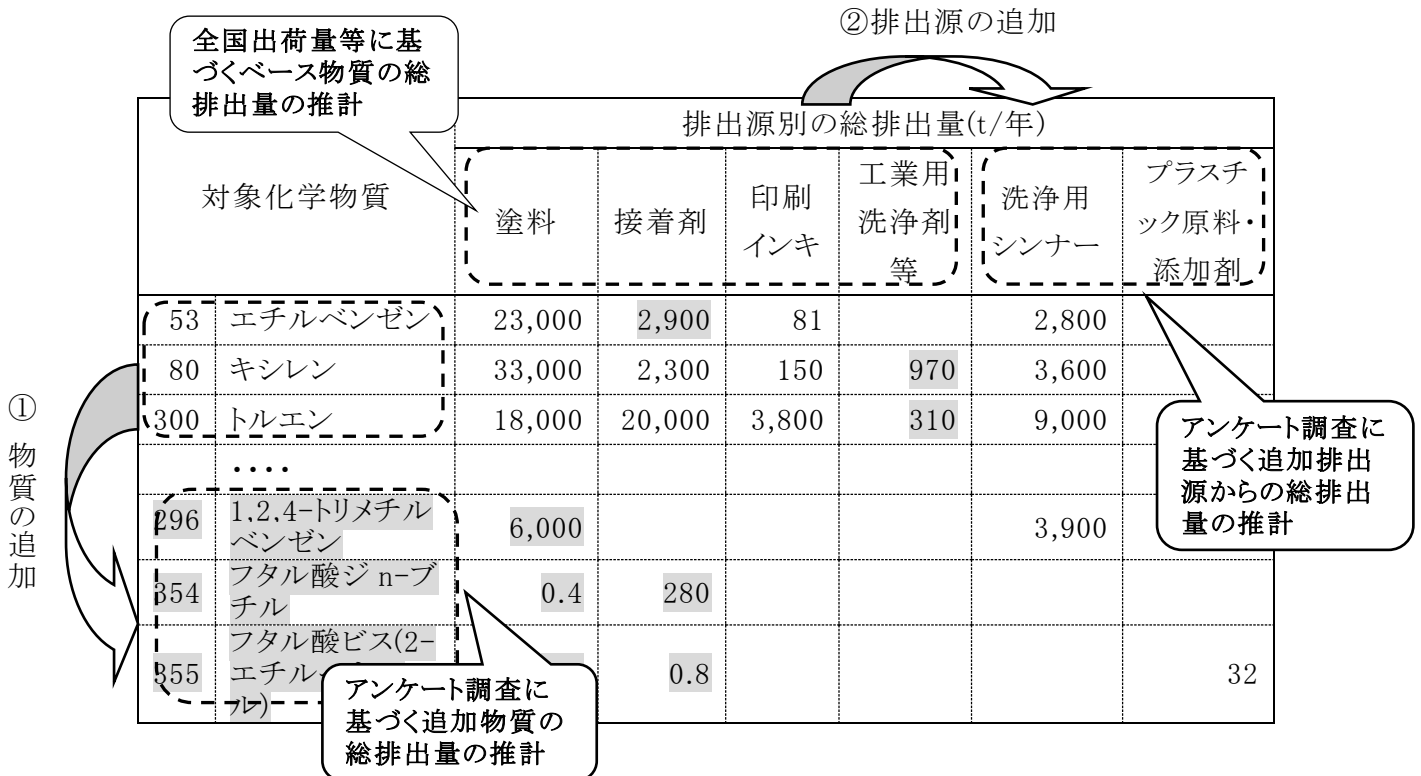 ②排出源の追加
全国出荷量等に基
づくベース物質の総
排出量の推計
排出源別の総排出量(t/年)
対象化学物質
塗料
接着剤
印刷
インキ
工業用
洗浄剤
等
洗浄用
シンナー
プラスチ
ック原料・
添加剤
53 エチルベンゼン 23,000 2,900 81 2,800
80 キシレン 33,000 2,300 150 970 3,600
300 トルエン 18,000 20,000 3,800 310 9,000
・・・・
296 1,2,4-トリメチル
ベンゼン 6,000 3,900
354 フタル酸ジ n-ブ
チル 0.4 280
355 フタル酸ビス(2-
エチル
ル) 0.8 32
① 物質の追加
アンケート調査に
基づく追加排出
源からの総排出
量の推計
アンケート調査に
基づく追加物質の
総排出量の推計